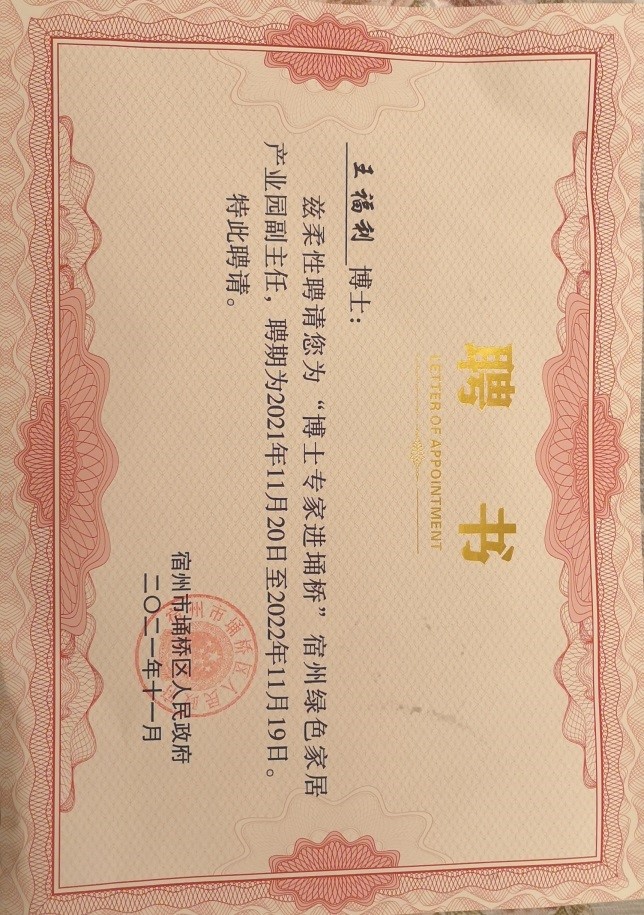 聘 书
LETTER OF APPOINTMENT
王福利 博士：
兹柔性聘请您为“博士专家进埇桥”宿州绿色家居
产业园副主任，聘期为2021年11月20日至2022年11月19日。
特此聘请。
宿州市埇桥区人民政府
二〇二一年十一月